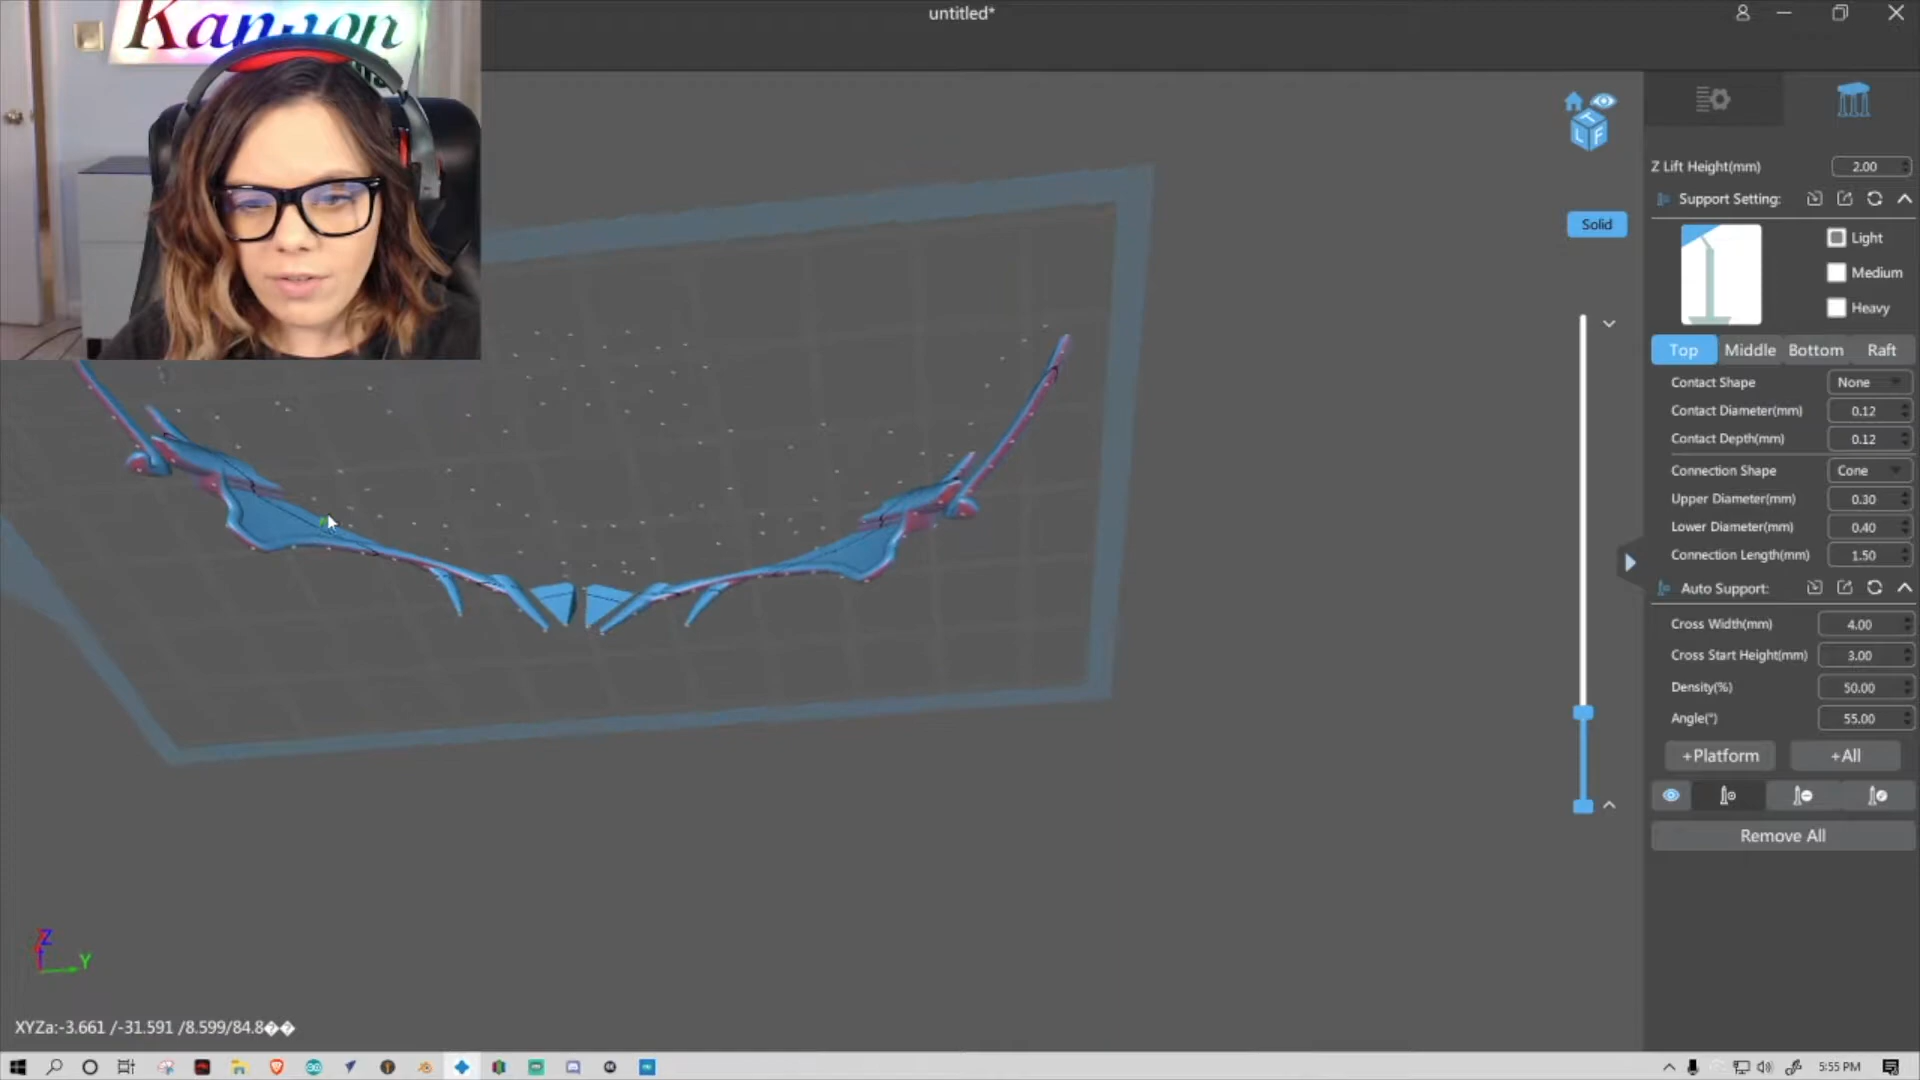 Kamron
untitled*
T
L F
Solid
Z Lift Height(mm) 2.00
Support Setting:
Light
Medium
Heavy
Top Middle Bottom Raft
Contact Shape None
Contact Diameter(mm) 0.12
Contact Depth(mm) 0.12
Connection Shape Cone
Upper Diameter(mm) 0.30
Lower Diameter(mm) 0.40
Connection Length(mm) 1.50
Auto Support:
Cross Width(mm) 4.00
Cross Start Height(mm) 3.00
Density(%) 50.00
Angle(°) 55.00
+Platform +All
Remove All
Z
Y
XYZa:-3.661 /-31.591 /8.599/84.8��
5:55 PM